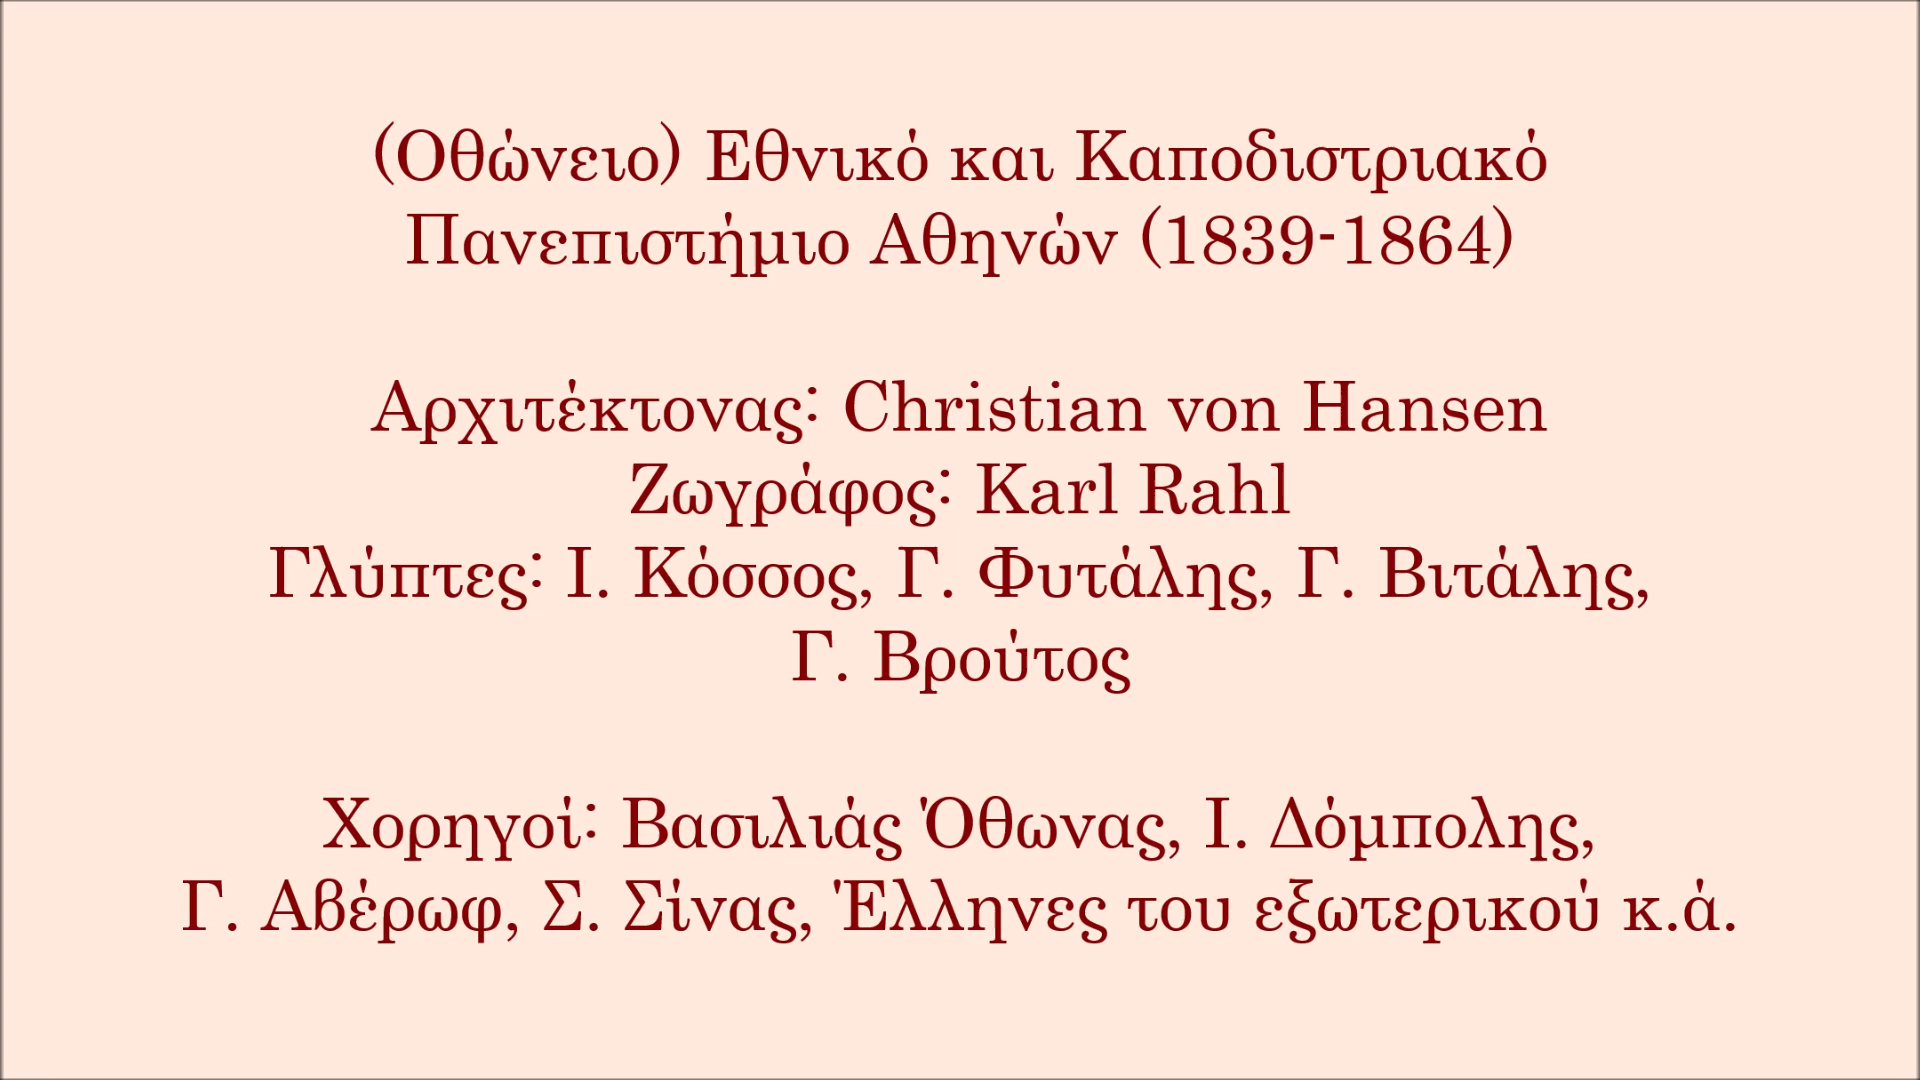 (Οθώνειο) Εθνικό και Καποδιστριακό
Πανεπιστήμιο Αθηνών (1839-1864)
Αρχιτέκτονας: Christian von Hansen
Ζωγράφος: Karl Rahl
Γλύπτες: Ι. Κόσσος, Γ. Φυτάλης, Γ. Βιτάλης,
Γ. Βρούτος
Χορηγοί: Βασιλιάς Όθωνας, Ι. Δόμπολης,
Γ. Αβέρωφ, Σ. Σίνας, Έλληνες του εξωτερικού κ.ά.